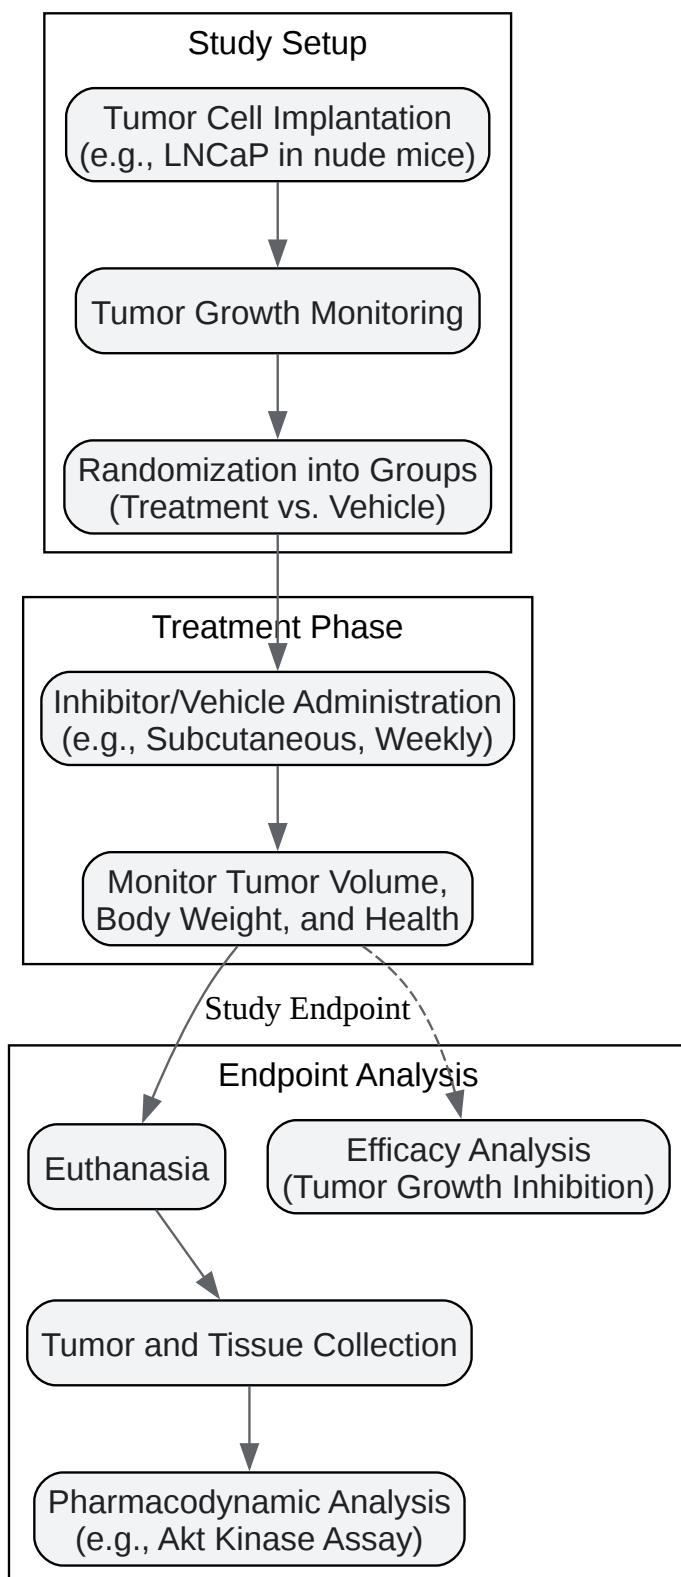 Study Setup
Tumor Cell Implantation
(e.g., LNCaP in nude mice)
Tumor Growth Monitoring
Randomization into Groups
(Treatment vs. Vehicle)
Treatment Phase
Inhibitor/Vehicle Administration
(e.g., Subcutaneous, Weekly)
Monitor Tumor Volume,
Body Weight, and Health
Study Endpoint
Endpoint Analysis
Euthanasia
Efficacy Analysis
(Tumor Growth Inhibition)
Tumor and Tissue Collection
Pharmacodynamic Analysis
(e.g., Akt Kinase Assay)